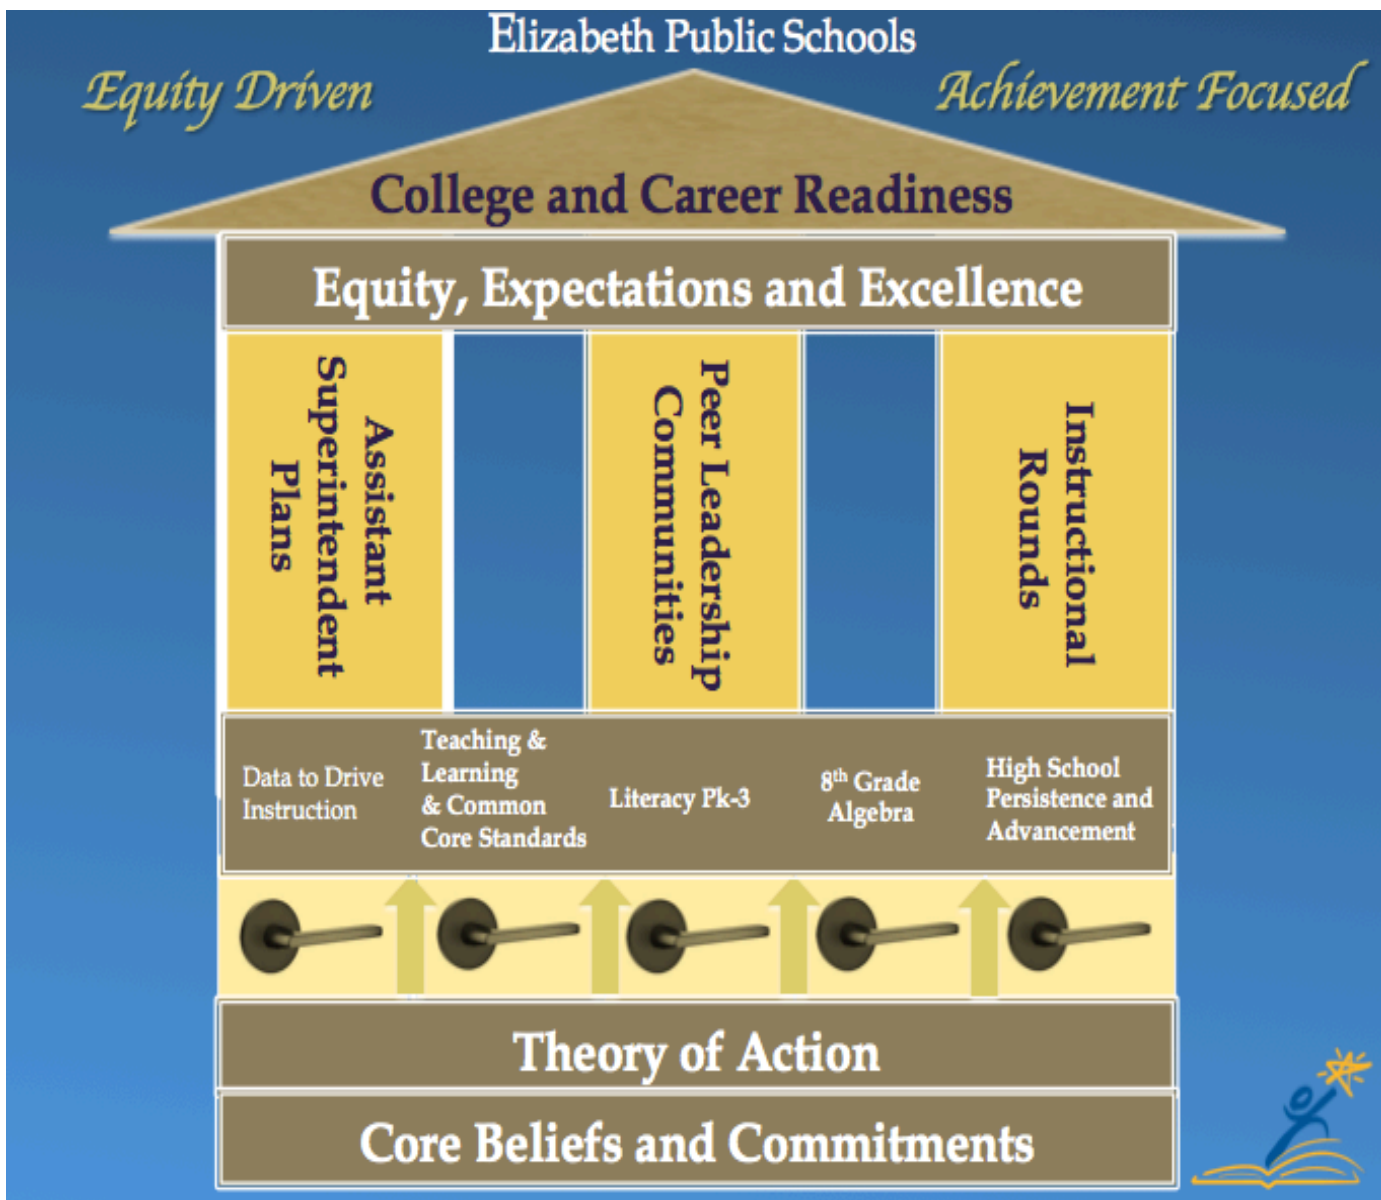 Elizabeth Public Schools
Equity Driven
Achievement Focused
College and Career Readiness
Equity, Expectations and Excellence
Assistant
Superintendent
Plans
Peer Leadership
Communities
Instructional
Rounds
Data to Drive
Instruction
Teaching &
Learning
& Common
Core Standards
Literacy Pk-3
8th Grade
Algebra
High School
Persistence and
Advancement
Theory of Action
Core Beliefs and Commitments